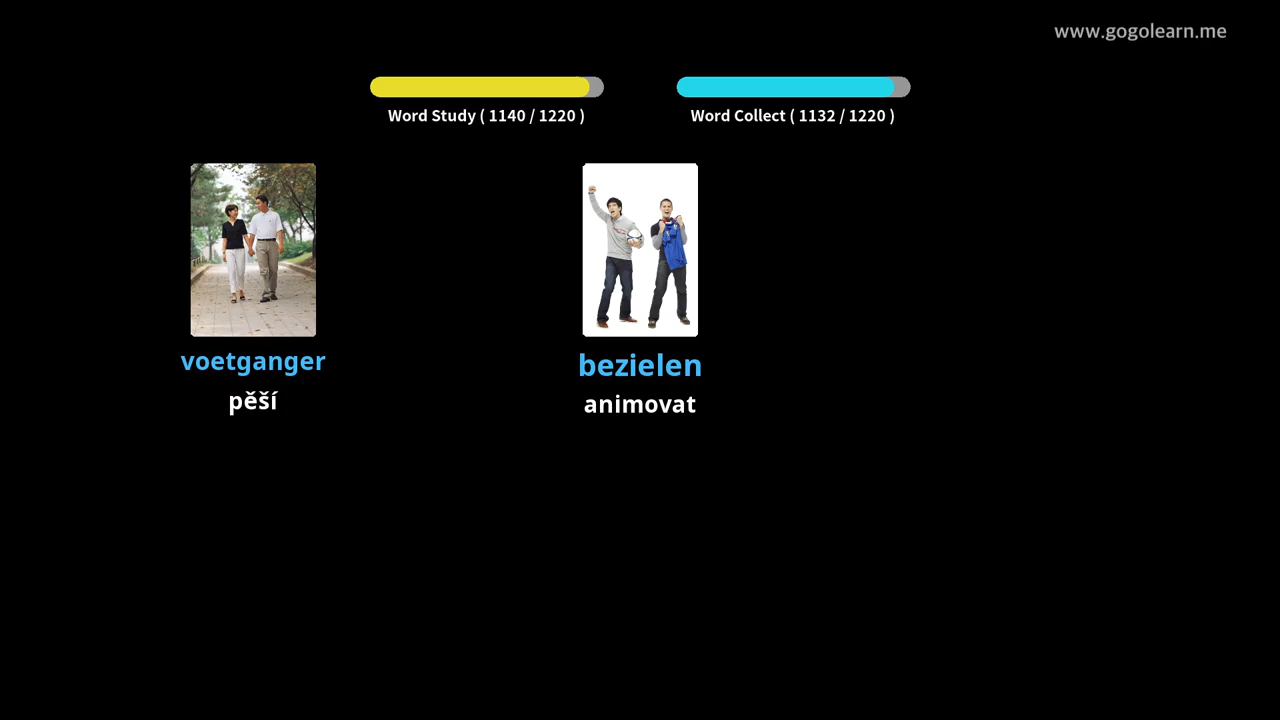 www.gogolearn.me
Word Study ( 1140 / 1220 )
Word Collect ( 1132 / 1220 )
voetganger
pěší
bezielen
animovat